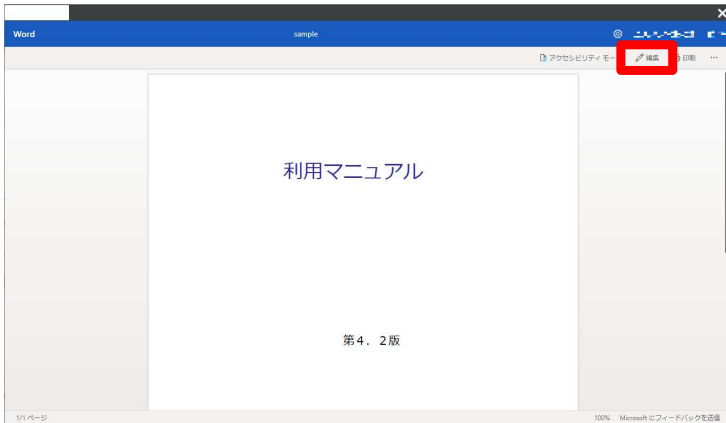 Word
sample
アクセシビリティ モー
編集
印刷
...
利用マニュアル
第4．2版
1/1 ページ
100%
Microsoft にフィードバックを送信